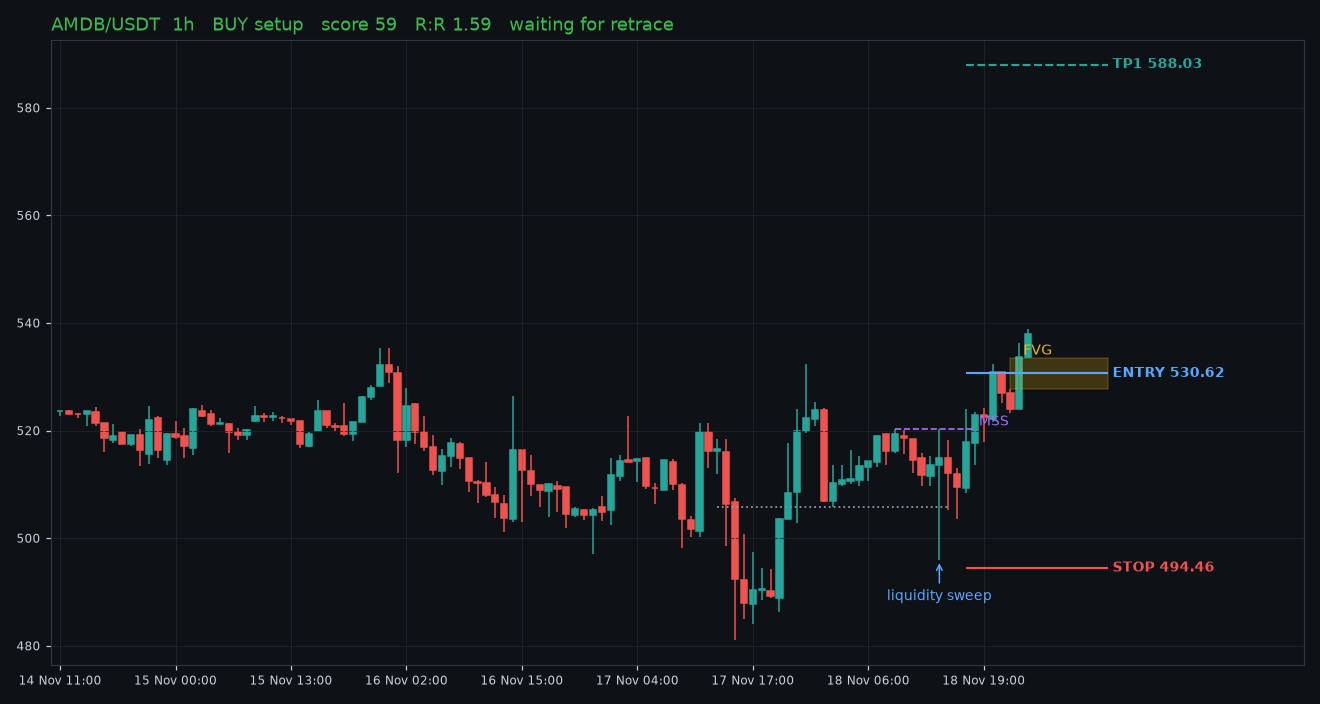 AMDB/USDT 1h BUY setup score 59 R:R 1.59 waiting for retrace
TP1 588.03
580
560
540
FVG
ENTRY 530.62
520
MSS
500
STOP 494.46
liquidity sweep
480
14 Nov 11:00 15 Nov 00:00 15 Nov 13:00 16 Nov 02:00 16 Nov 15:00 17 Nov 04:00 17 Nov 17:00 18 Nov 06:00 18 Nov 19:00